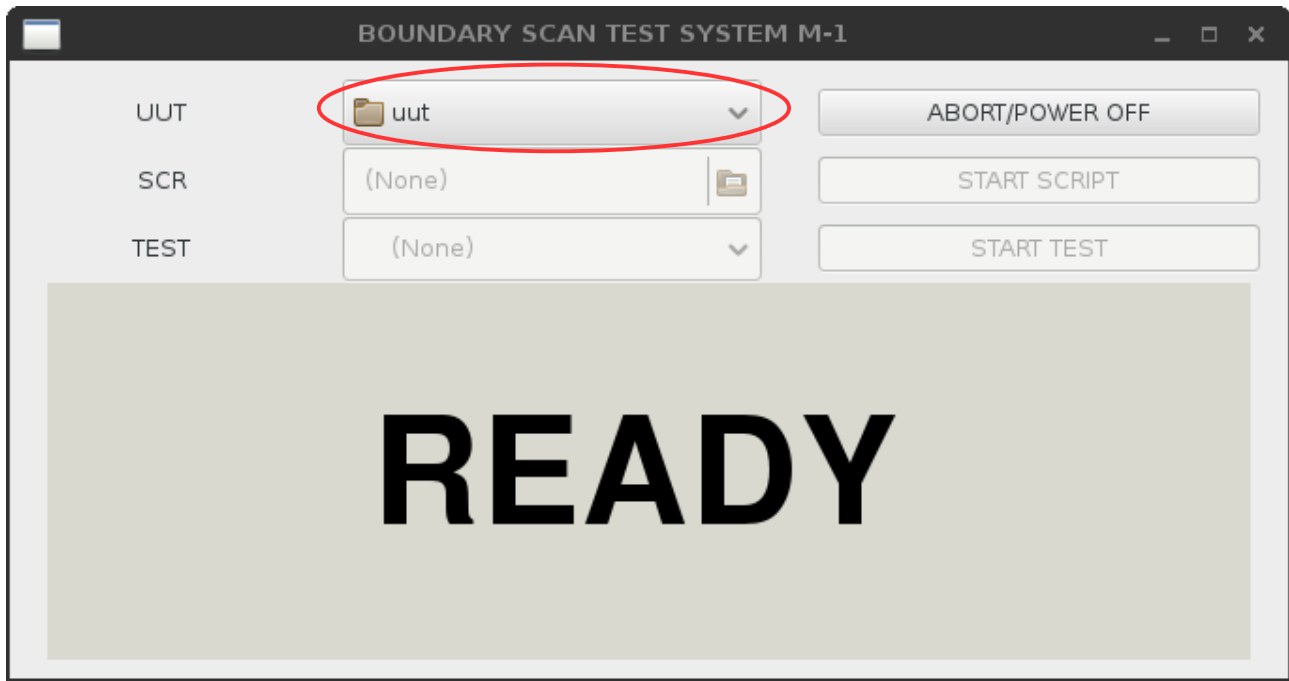 BOUNDARY SCAN TEST SYSTEM M-1
UUT uut ABORT/POWER OFF
SCR (None) START SCRIPT
TEST (None) START TEST
READY